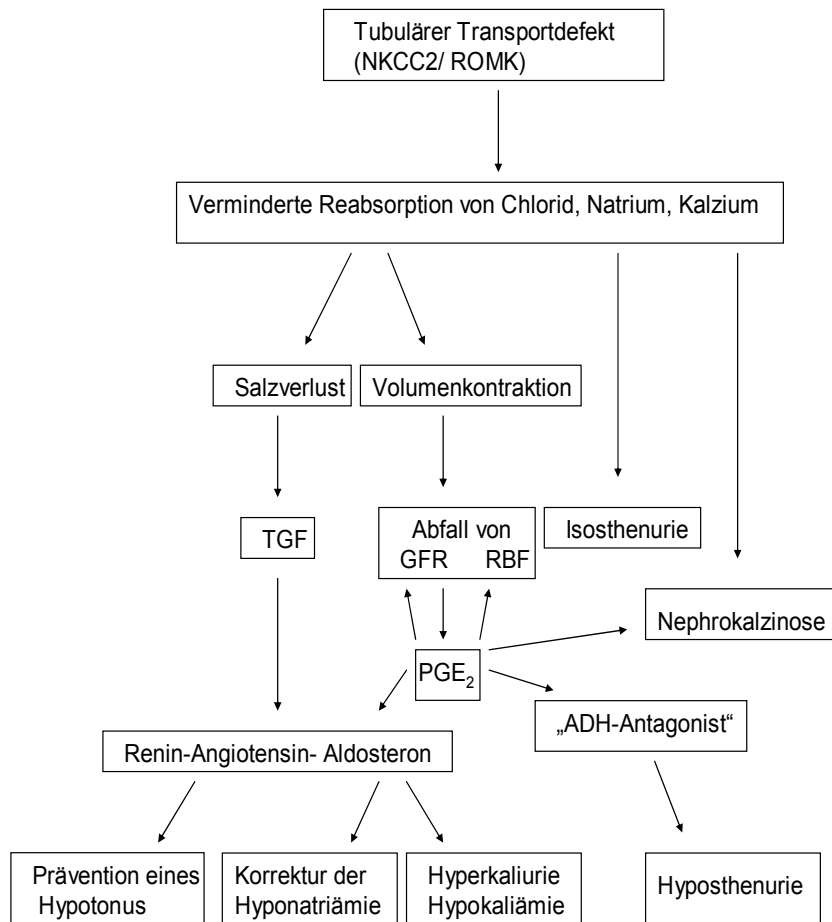 Tubulärer Transportdefekt
(NKCC2/ ROMK)
Verminderte Reabsorption von Chlorid, Natrium, Kalzium
Salzverlust
Volumenkontraktion
TGF
Abfall von
GFR RBF
Isosthenurie
Nephrokalzinose
PGE₂
„ADH-Antagonist“
Renin-Angiotensin- Aldosteron
Prävention eines
Hypotonus
Korrektur der
Hyponatriämie
Hyperkaliurie
Hypokaliämie
Hyposthenurie